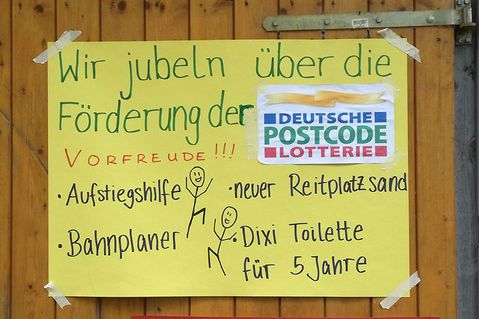 Wir jubeln über die
Förderung der
DEUTSCHE
POSTCODE
LOTTERIE
VORFREUDE!!!
· Aufstiegshilfe
· neuer Reitplatzsand
· Bahnplaner
· Dixi Toilette
für 5 Jahre